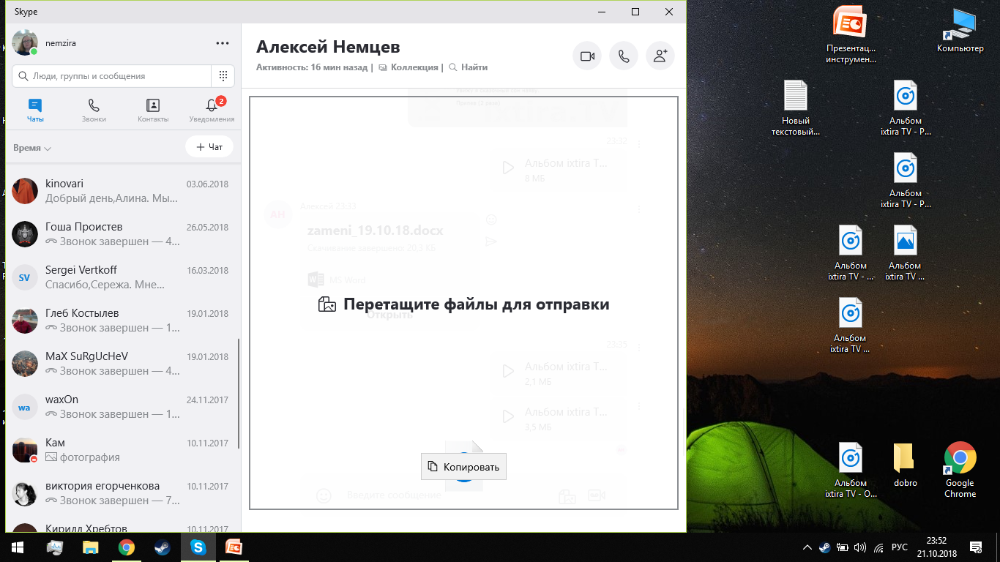 Skype
nemzira
Люди, группы и сообщения
Чаты
Звонки
Контакты
2
Уведомления
Время
+ Чат
kinovari
03.06.2018
Добрый день,Алина. Мы...
Гоша Проистев
26.05.2018
Звонок завершен — 4...
SV
Sergei Vertkoff
16.03.2018
Спасибо,Сережа. Мне...
Глеб Костылев
19.01.2018
Звонок завершен — 1...
MaX SuRgUcHeV
19.01.2018
Звонок завершен — 4...
wa
waxOn
24.11.2017
Звонок завершен — 1...
Кам
10.11.2017
фотография
виктория егорченкова
10.11.2017
Звонок завершен — 7...
Кирилл Хребтов
10.11.2017
Алексей Немцев
Активность: 16 мин назад |
Коллекция |
Найти
23:32
Альбом ixtira T...
8 МБ
АН
Алексей 23:33
zameni_19.10.18.docx
Скачивание завершено: 20,3 КБ
MS Word
Перетащите файлы для отправки
Открыть
23:35
Альбом ixtira T...
2,1 МБ
Альбом ixtira T...
3,5 МБ
Копировать
Введите сообщение
Презентац...
инструмен...
Компьютер
Новый
текстовый...
Альбом
ixtira TV - P...
Альбом
ixtira TV - P...
Альбом
ixtira TV - ...
Альбом
ixtira TV ...
Альбом
ixtira TV ...
Альбом
ixtira TV - O...
dobro
Google
Chrome
РУС
23:52
21.10.2018